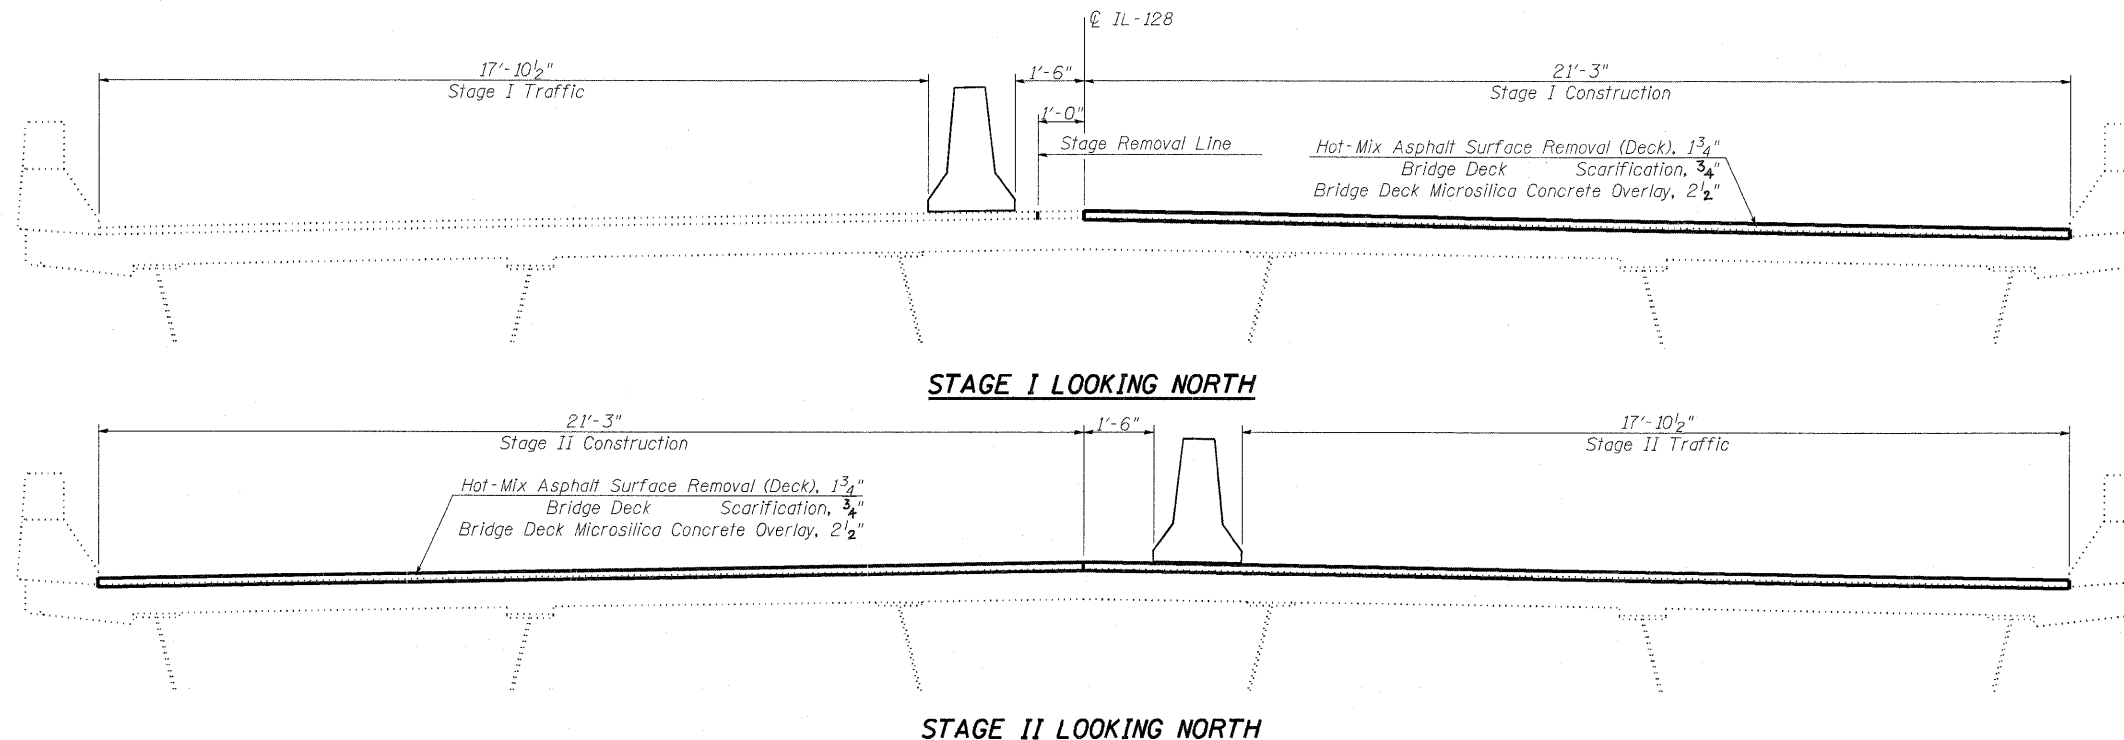 ℄ IL-128
17'-10½"
Stage I Traffic
1'-6"
21'-3"
Stage I Construction
1'-0"
Stage Removal Line
Hot-Mix Asphalt Surface Removal (Deck), 1¾"
Bridge Deck Scarification, ¾"
Bridge Deck Microsilica Concrete Overlay, 2½"
STAGE I LOOKING NORTH
21'-3"
Stage II Construction
1'-6"
17'-10½"
Stage II Traffic
Hot-Mix Asphalt Surface Removal (Deck), 1¾"
Bridge Deck Scarification, ¾"
Bridge Deck Microsilica Concrete Overlay, 2½"
STAGE II LOOKING NORTH